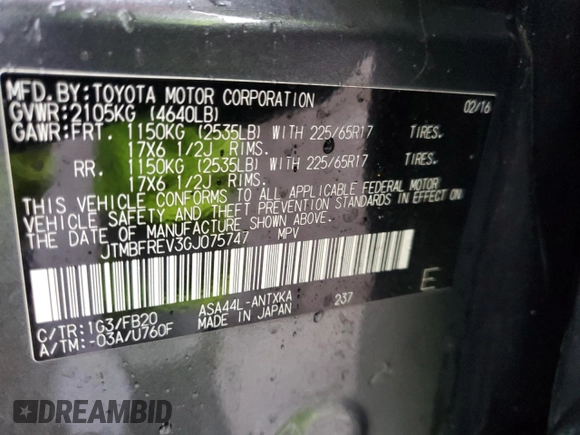 MFD.BY:TOYOTA MOTOR CORPORATION 02/16
GVWR:2105KG (4640LB)
GAWR:FRT. 1150KG (2535LB) WITH 225/65R17 TIRES.
17X6 1/2J RIMS.
RR. 1150KG (2535LB) WITH 225/65R17 TIRES.
17X6 1/2J RIMS.
THIS VEHICLE CONFORMS TO ALL APPLICABLE FEDERAL MOTOR
VEHICLE SAFETY AND THEFT PREVENTION STANDARDS IN EFFECT ON
THE DATE OF MANUFACTURE SHOWN ABOVE.
JTMBFREV3GJ075747 MPV
E
C/TR:1G3/FB20 ASA44L-ANTXKA 237
A/TM:-03A/U760F MADE IN JAPAN
DREAMBID